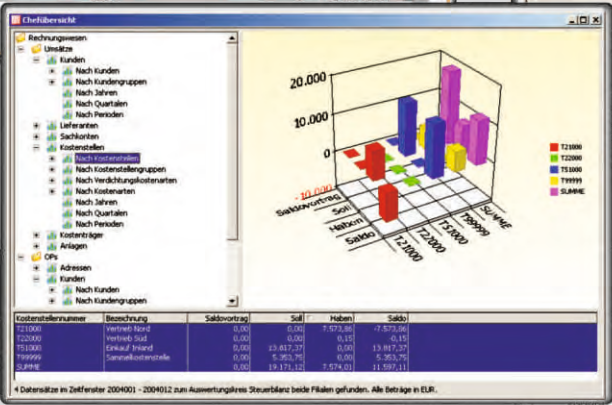 Chefübersicht
Rechnungswesen
Umsätze
Kunden
Nach Kunden
Nach Kundengruppen
Nach Jahren
Nach Quartalen
Nach Perioden
Lieferanten
Sachkonten
Kostenstellen
Nach Kostenstellen
Nach Kostenstellengruppen
Nach Verdichtungskostenarten
Nach Kostenarten
Nach Jahren
Nach Quartalen
Nach Perioden
Kostenträger
Anlagen
OPs
Adressen
Kunden
Nach Kunden
Nach Kundengruppen
20.000
10.000
0
-10.000
Saldovortrag
Soll
Haben
Saldo
T21000
T22000
T51000
T99999
SUMME
T21000
T22000
T51000
T99999
SUMME
Kostenstellennummer Bezeichnung Saldovortrag Soll Haben Saldo
T21000 Vertrieb Nord 0,00 0,00 7.573,86 -7.573,86
T22000 Vertrieb Süd 0,00 0,00 0,15 -0,15
T51000 Einkauf Inland 0,00 13.817,37 0,00 13.817,37
T99999 Sammelkostenstelle 0,00 5.353,75 0,00 5.353,75
SUMME 0,00 19.171,12 7.574,01 11.597,11
4 Datensätze im Zeitfenster 2004001 - 2004012 zum Auswertungskreis Steuerbilanz beide Filialen gefunden. Alle Beträge in EUR.